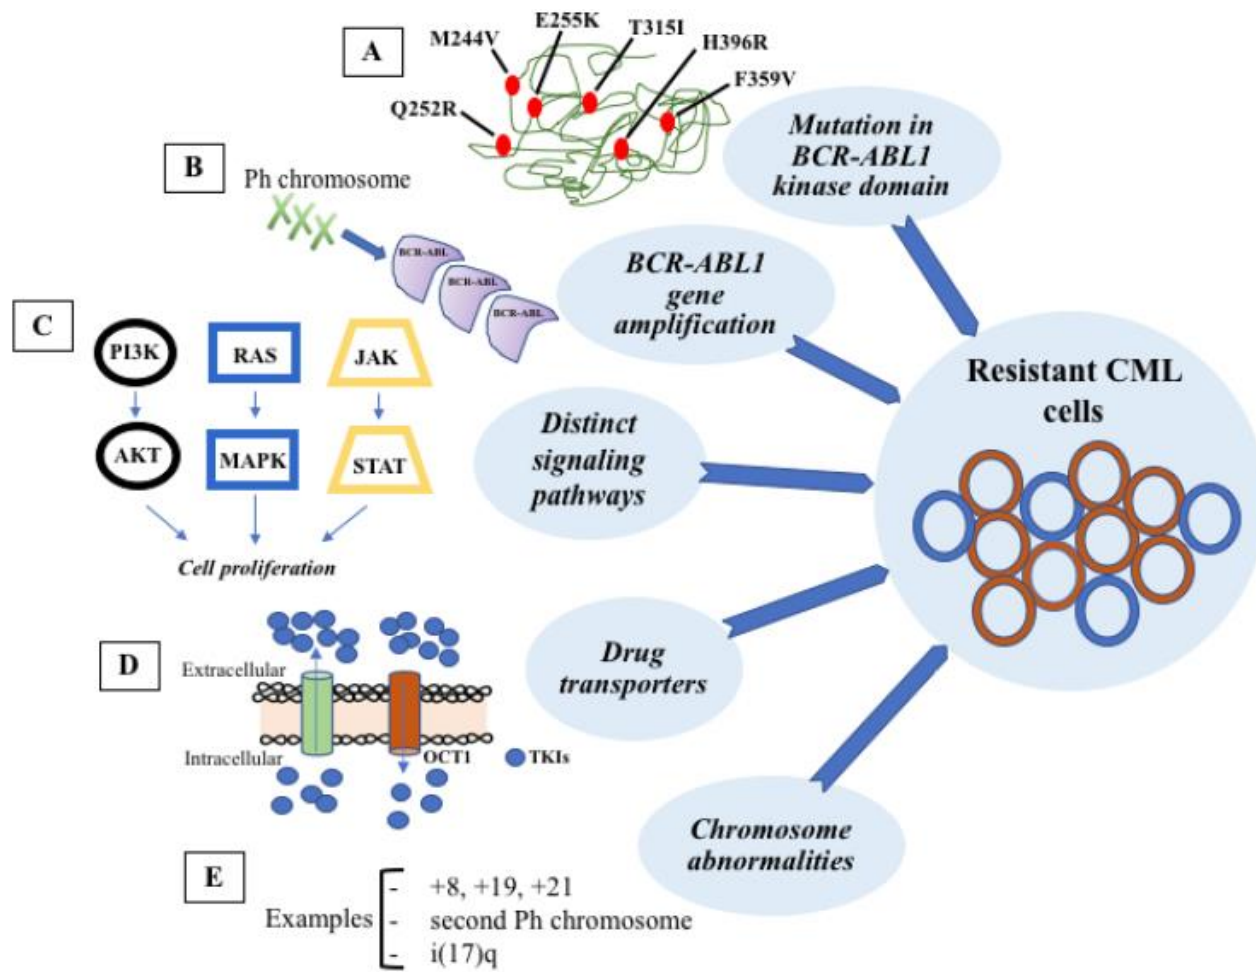 A
M244V
E255K
T315I
H396R
F359V
Q252R
Mutation in
BCR-ABL1
kinase domain
B
Ph chromosome
BCR-ABL
BCR-ABL
BCR-ABL
BCR-ABL1
gene
amplification
C
PI3K
RAS
JAK
AKT
MAPK
STAT
Cell proliferation
Distinct
signaling
pathways
Resistant CML
cells
D
Extracellular
Intracellular
OCT1
TKIs
Drug
transporters
E
Examples
- +8, +19, +21
- second Ph chromosome
- i(17)q
Chromosome
abnormalities